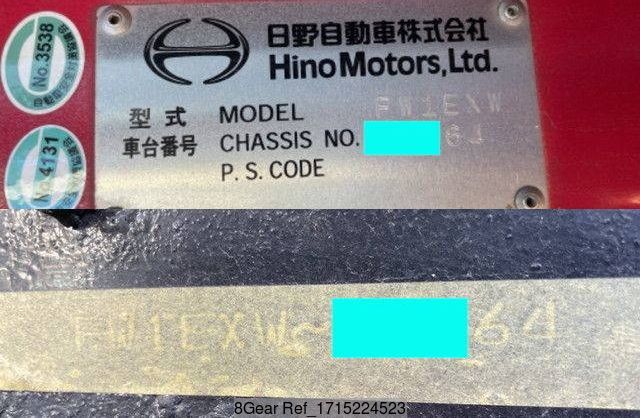 日野自動車株式会社
Hino Motors, Ltd.
型式 MODEL FW1EXW
車台番号 CHASSIS NO. 64
P.S.CODE
No.3538
No.4131
FW1EXW~ 64
8Gear Ref_1715224523